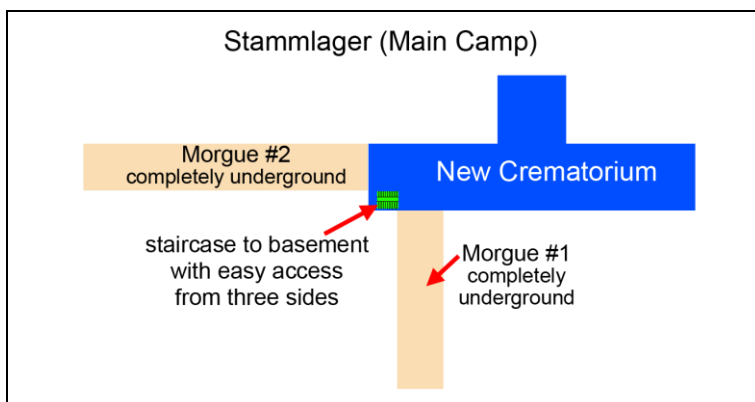 Stammlager (Main Camp)
Morgue #2
completely underground
New Crematorium
staircase to basement
with easy access
from three sides
Morgue #1
completely
underground